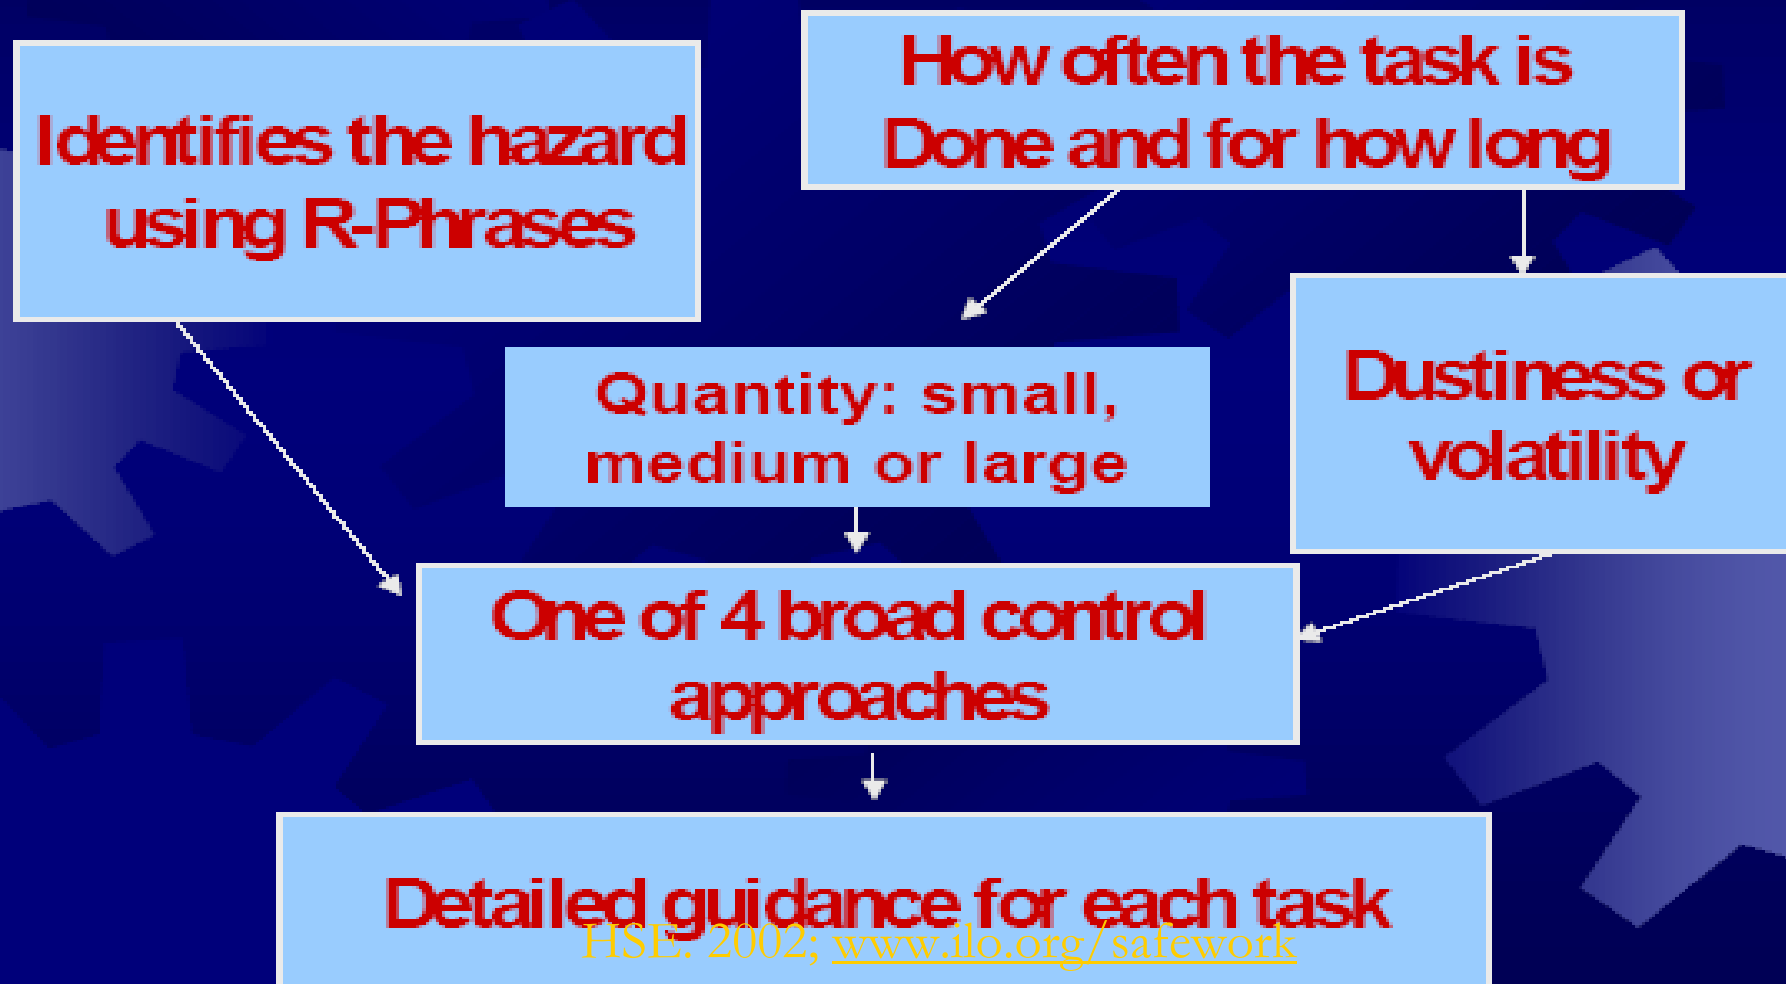 Identifies the hazard
using R-Phrases
How often the task is
Done and for how long
Quantity: small,
medium or large
Dustiness or
volatility
One of 4 broad control
approaches
Detailed guidance for each task
HSE. 2002; www.ilo.org/safework